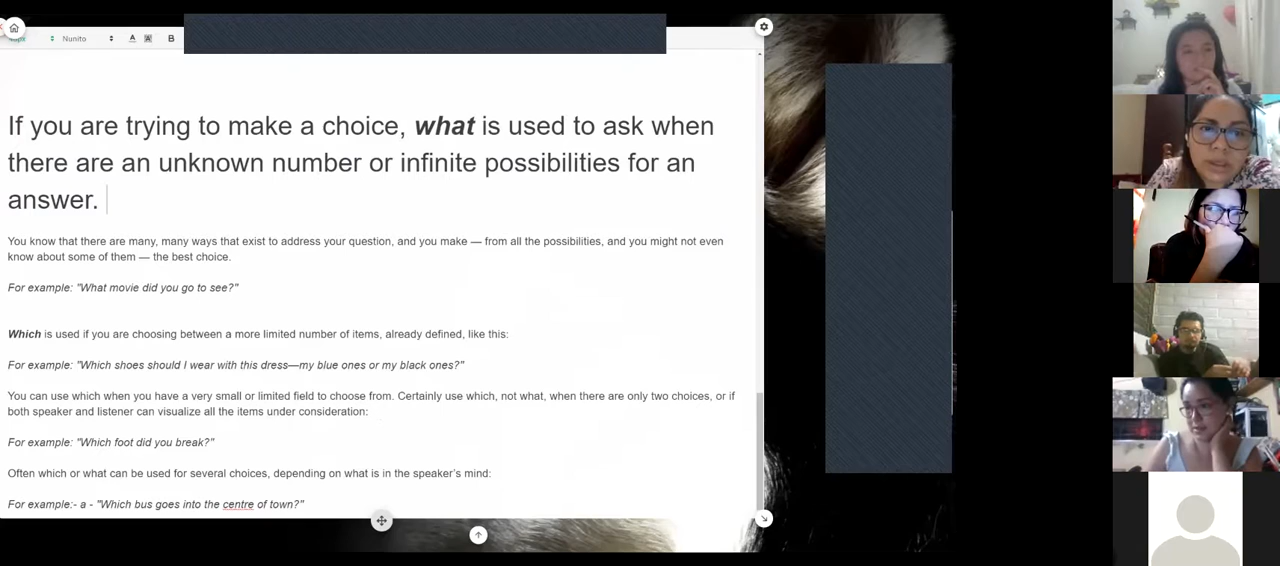 Nunito
A A B
If you are trying to make a choice, what is used to ask when
there are an unknown number or infinite possibilities for an
answer.
You know that there are many, many ways that exist to address your question, and you make — from all the possibilities, and you might not even
know about some of them — the best choice.
For example: "What movie did you go to see?"
Which is used if you are choosing between a more limited number of items, already defined, like this:
For example: "Which shoes should I wear with this dress—my blue ones or my black ones?"
You can use which when you have a very small or limited field to choose from. Certainly use which, not what, when there are only two choices, or if
both speaker and listener can visualize all the items under consideration:
For example: "Which foot did you break?"
Often which or what can be used for several choices, depending on what is in the speaker's mind:
For example:- a - "Which bus goes into the centre of town?"